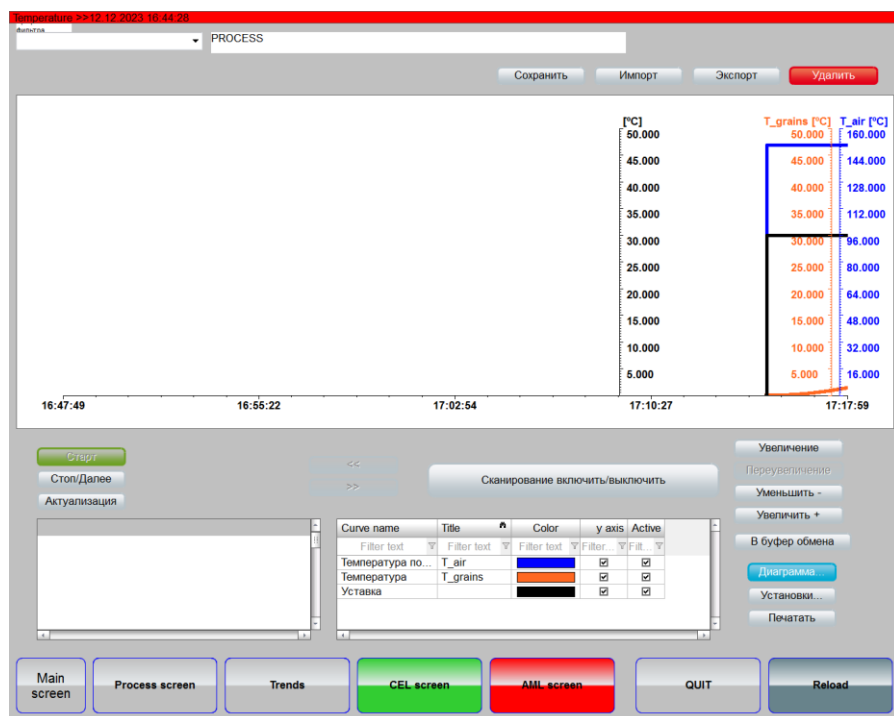 Temperature >>12.12.2023 16:44:28
фильтра
PROCESS
Сохранить Импорт Экспорт Удалить
[°C] T_grains [°C] T_air [°C]
50.000 50.000 160.000
45.000 45.000 144.000
40.000 40.000 128.000
35.000 35.000 112.000
30.000 30.000 96.000
25.000 25.000 80.000
20.000 20.000 64.000
15.000 15.000 48.000
10.000 10.000 32.000
5.000 5.000 16.000
16:47:49 16:55:22 17:02:54 17:10:27 17:17:59
Старт
Стоп/Далее
Актуализация
<<
>>
Сканирование включить/выключить
Увеличение
Переувеличение
Уменьшить -
Увеличить +
В буфер обмена
Диаграмма...
Установки...
Печатать
Curve name Title Color y axis Active
Filter text Filter text Filter text Filter... Filt...
Температура по... T_air
Температура T_grains
Уставка
Main screen
Process screen
Trends
CEL screen
AML screen
QUIT
Reload